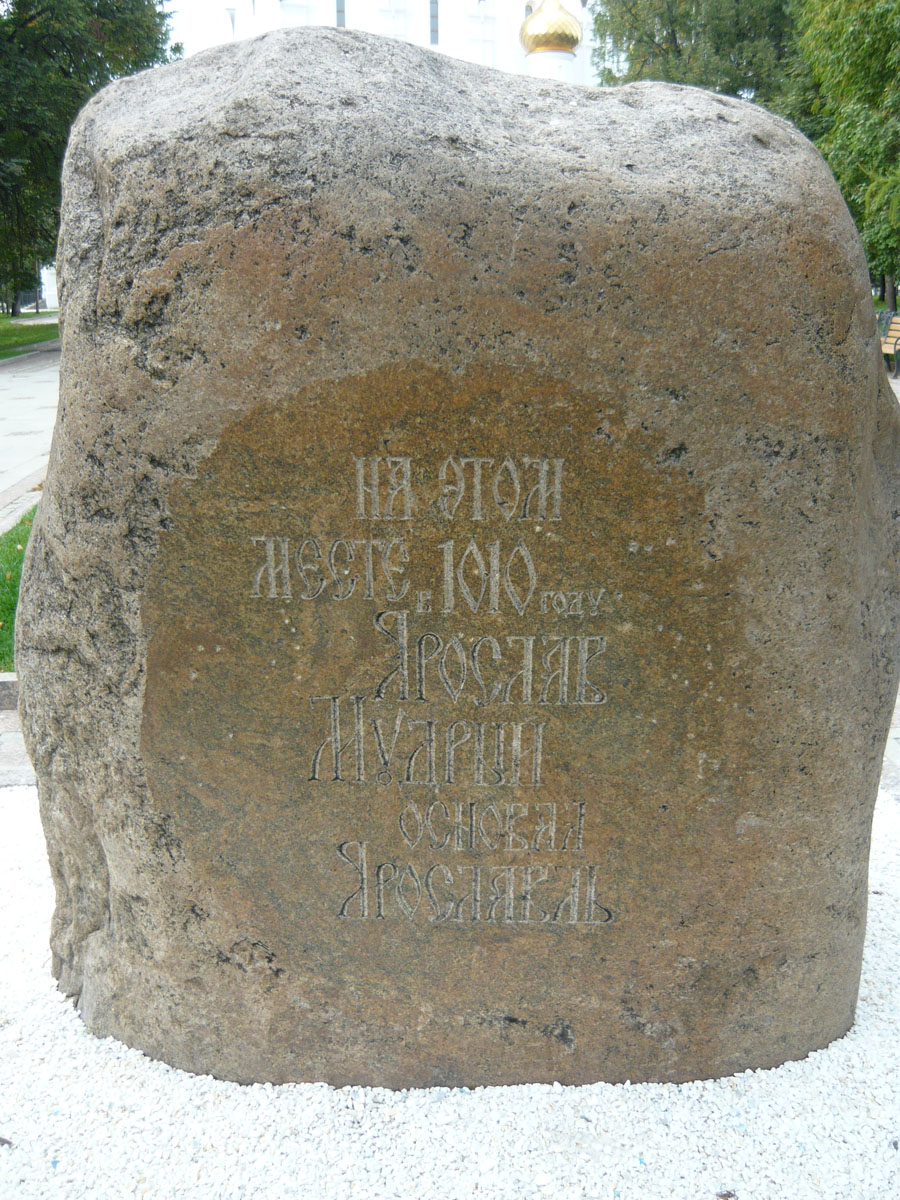 На этом
месте в 1010 году
Ярослав
Мудрый
основал
Ярославль